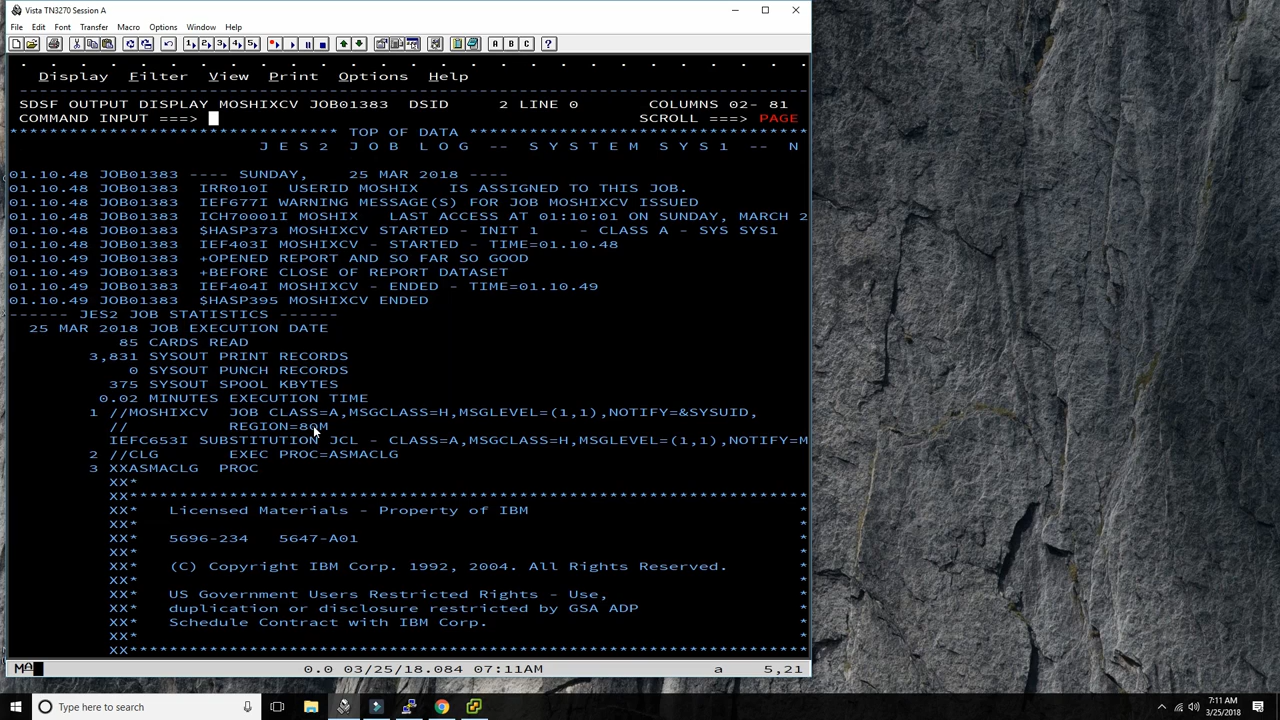 Vista TN3270 Session A
File Edit Font Transfer Macro Options Window Help
Display Filter View Print Options Help
SDSF OUTPUT DISPLAY MOSHIXCV JOB01383 DSID 2 LINE 0 COLUMNS 02- 81
COMMAND INPUT ===> SCROLL ===> PAGE
********************************* TOP OF DATA **********************************
J E S 2 J O B L O G -- S Y S T E M S Y S 1 -- N
01.10.48 JOB01383 ---- SUNDAY, 25 MAR 2018 ----
01.10.48 JOB01383 IRR010I USERID MOSHIX IS ASSIGNED TO THIS JOB.
01.10.48 JOB01383 IEF677I WARNING MESSAGE(S) FOR JOB MOSHIXCV ISSUED
01.10.48 JOB01383 ICH70001I MOSHIX LAST ACCESS AT 01:10:01 ON SUNDAY, MARCH 2
01.10.48 JOB01383 $HASP373 MOSHIXCV STARTED - INIT 1 - CLASS A - SYS SYS1
01.10.48 JOB01383 IEF403I MOSHIXCV - STARTED - TIME=01.10.48
01.10.49 JOB01383 +OPENED REPORT AND SO FAR SO GOOD
01.10.49 JOB01383 +BEFORE CLOSE OF REPORT DATASET
01.10.49 JOB01383 IEF404I MOSHIXCV - ENDED - TIME=01.10.49
01.10.49 JOB01383 $HASP395 MOSHIXCV ENDED
------ JES2 JOB STATISTICS ------
25 MAR 2018 JOB EXECUTION DATE
85 CARDS READ
3,831 SYSOUT PRINT RECORDS
0 SYSOUT PUNCH RECORDS
375 SYSOUT SPOOL KBYTES
0.02 MINUTES EXECUTION TIME
1 //MOSHIXCV JOB CLASS=A,MSGCLASS=H,MSGLEVEL=(1,1),NOTIFY=&SYSUID,
// REGION=80M
IEFC653I SUBSTITUTION JCL - CLASS=A,MSGCLASS=H,MSGLEVEL=(1,1),NOTIFY=M
2 //CLG EXEC PROC=ASMACLG
3 XXASMACLG PROC
XX*
XX********************************************************************
XX* Licensed Materials - Property of IBM *
XX* *
XX* 5696-234 5647-A01 *
XX* *
XX* (C) Copyright IBM Corp. 1992, 2004. All Rights Reserved. *
XX* *
XX* US Government Users Restricted Rights - Use, *
XX* duplication or disclosure restricted by GSA ADP *
XX* Schedule Contract with IBM Corp. *
XX* *
XX********************************************************************
0.0 03/25/18.084 07:11AM a 5,21
Type here to search
7:11 AM
3/25/2018